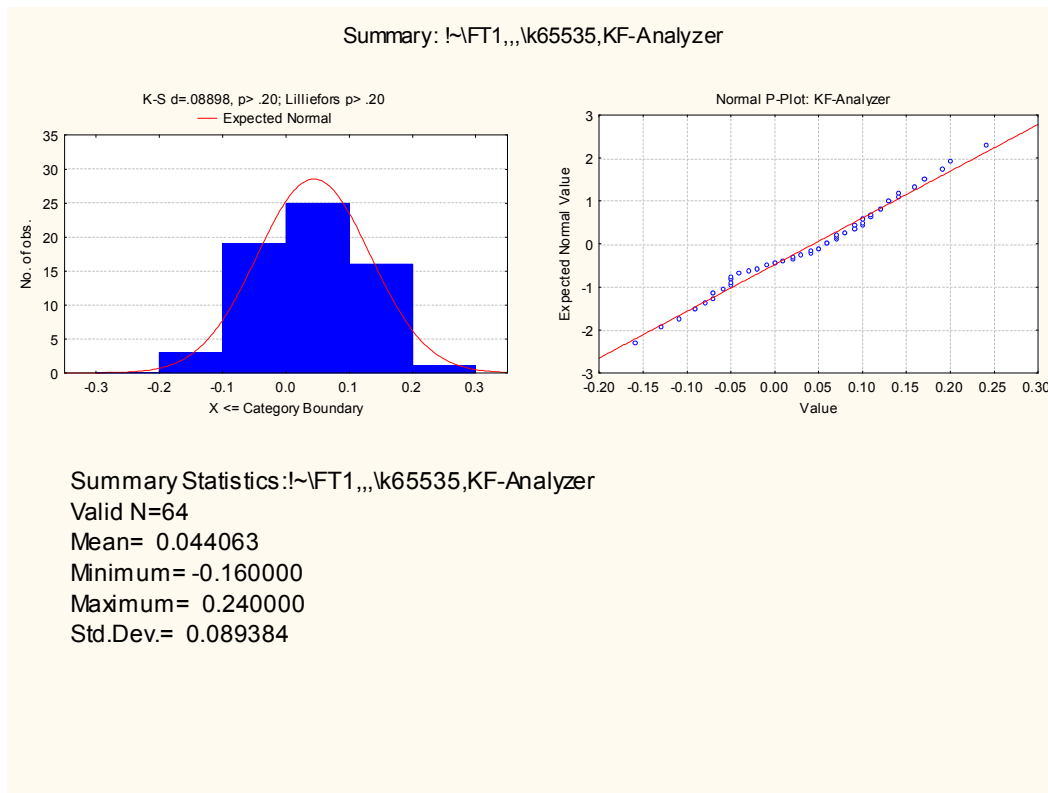 Summary: !~\FT1,,,\k65535,KF-Analyzer
K-S d=.08898, p> .20; Lilliefors p> .20
Expected Normal
35
30
25
20
15
10
5
0
No. of obs.
-0.3 -0.2 -0.1 0.0 0.1 0.2 0.3
X <= Category Boundary
Normal P-Plot: KF-Analyzer
3
2
1
0
-1
-2
-3
Expected Normal Value
-0.20 -0.15 -0.10 -0.05 0.00 0.05 0.10 0.15 0.20 0.25 0.30
Value
Summary Statistics:!~\FT1,,,\k65535,KF-Analyzer
Valid N=64
Mean= 0.044063
Minimum= -0.160000
Maximum= 0.240000
Std.Dev.= 0.089384